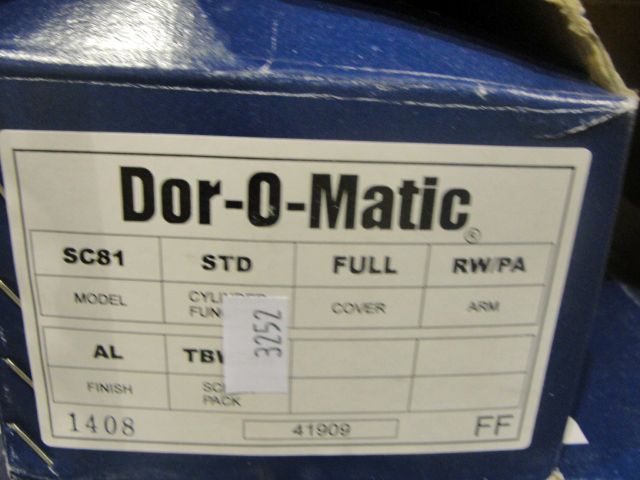 Dor-O-Matic®
SC81 STD FULL RW/PA
MODEL COVER ARM
AL
FINISH PACK
3252
1408 41909 FF